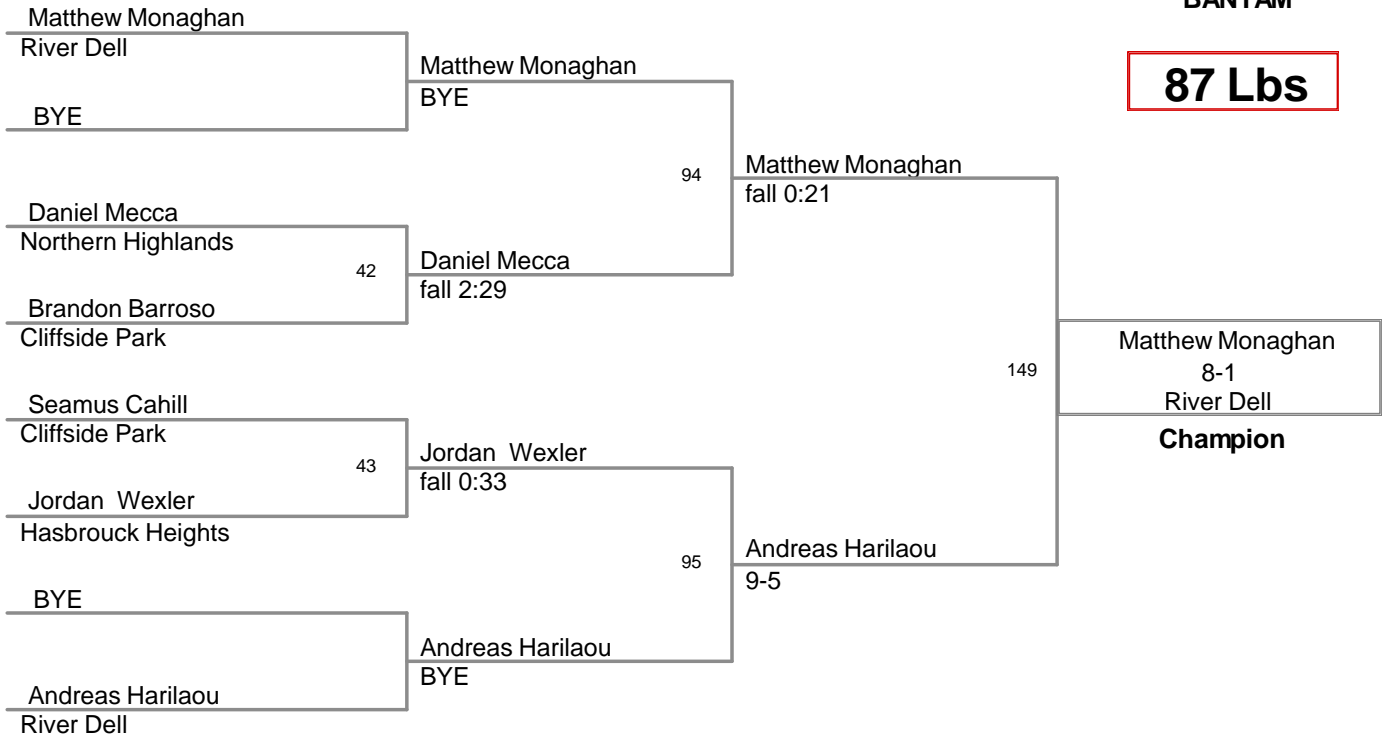 BANTAM
87 Lbs
Matthew Monaghan
River Dell
BYE
Daniel Mecca
Northern Highlands
42
Brandon Barroso
Cliffside Park
Seamus Cahill
Cliffside Park
43
Jordan  Wexler
Hasbrouck Heights
BYE
Andreas Harilaou
River Dell
Matthew Monaghan
BYE
94
Daniel Mecca
fall 2:29
Jordan  Wexler
fall 0:33
95
Andreas Harilaou
BYE
Matthew Monaghan
fall 0:21
149
Andreas Harilaou
9-5
Matthew Monaghan
8-1
River Dell
Champion